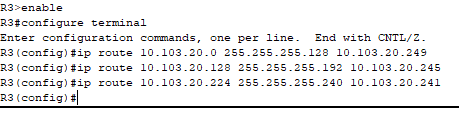 R3>enable
R3#configure terminal
Enter configuration commands, one per line.  End with CNTL/Z.
R3(config)#ip route 10.103.20.0 255.255.255.128 10.103.20.249
R3(config)#ip route 10.103.20.128 255.255.255.192 10.103.20.245
R3(config)#ip route 10.103.20.224 255.255.255.240 10.103.20.241
R3(config)#